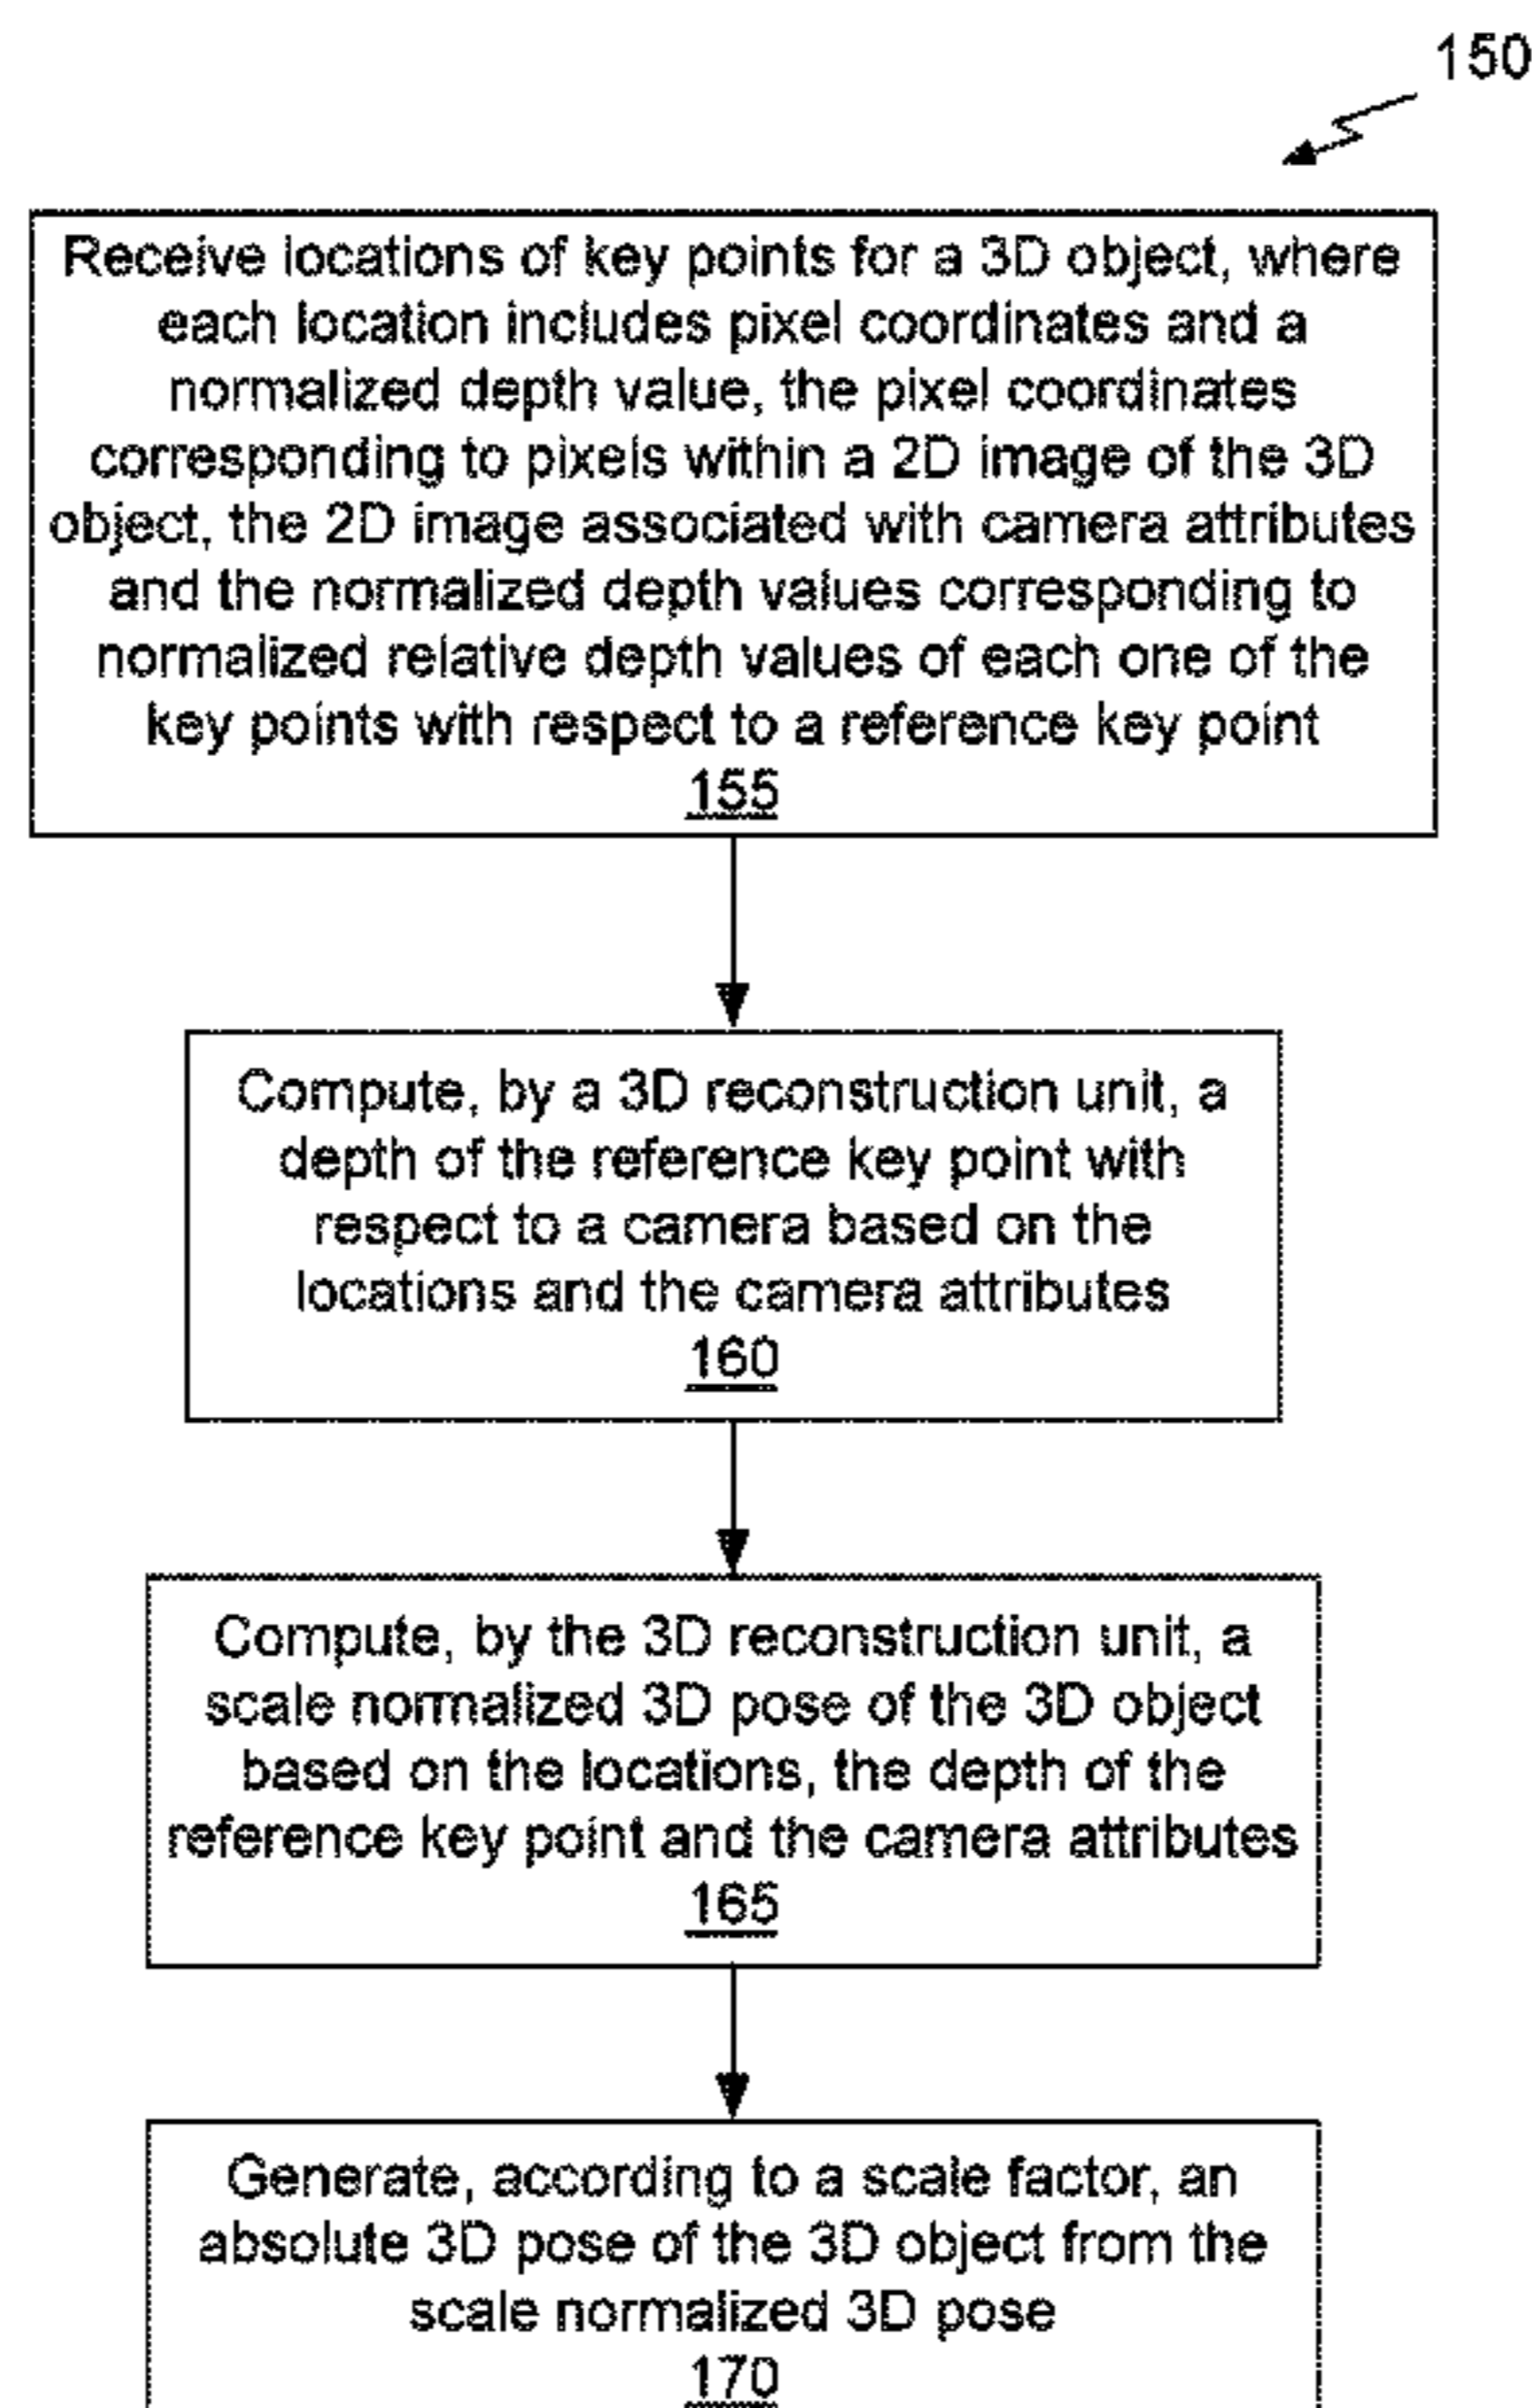 150
Receive locations of key points for a 3D object, where
each location includes pixel coordinates and a
normalized depth value, the pixel coordinates
corresponding to pixels within a 2D image of the 3D
object, the 2D image associated with camera attributes
and the normalized depth values corresponding to
normalized relative depth values of each one of the
key points with respect to a reference key point
155
Compute, by a 3D reconstruction unit, a
depth of the reference key point with
respect to a camera based on the
locations and the camera attributes
160
Compute, by the 3D reconstruction unit, a
scale normalized 3D pose of the 3D object
based on the locations, the depth of the
reference key point and the camera attributes
165
Generate, according to a scale factor, an
absolute 3D pose of the 3D object from the
scale normalized 3D pose
170